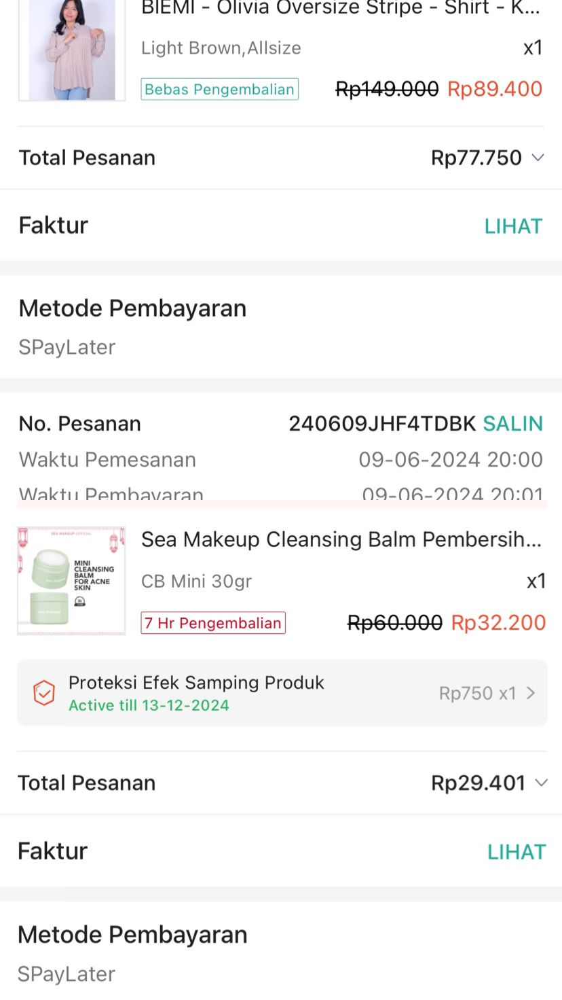 BIEMI - Olivia Oversize Stripe - Shirt - K...
Light Brown,Allsize x1
Bebas Pengembalian Rp149.000 Rp89.400
Total Pesanan Rp77.750
Faktur LIHAT
Metode Pembayaran
SPayLater
No. Pesanan 240609JHF4TDBK SALIN
Waktu Pemesanan 09-06-2024 20:00
Waktu Pembayaran 09-06-2024 20:01
SEA MAKEUP OFFICIAL
MINI
CLEANSING
BALM
FOR ACNE
SKIN
Sea Makeup Cleansing Balm Pembersih...
CB Mini 30gr x1
7 Hr Pengembalian Rp60.000 Rp32.200
Proteksi Efek Samping Produk
Active till 13-12-2024
Rp750 x1
Total Pesanan Rp29.401
Faktur LIHAT
Metode Pembayaran
SPayLater